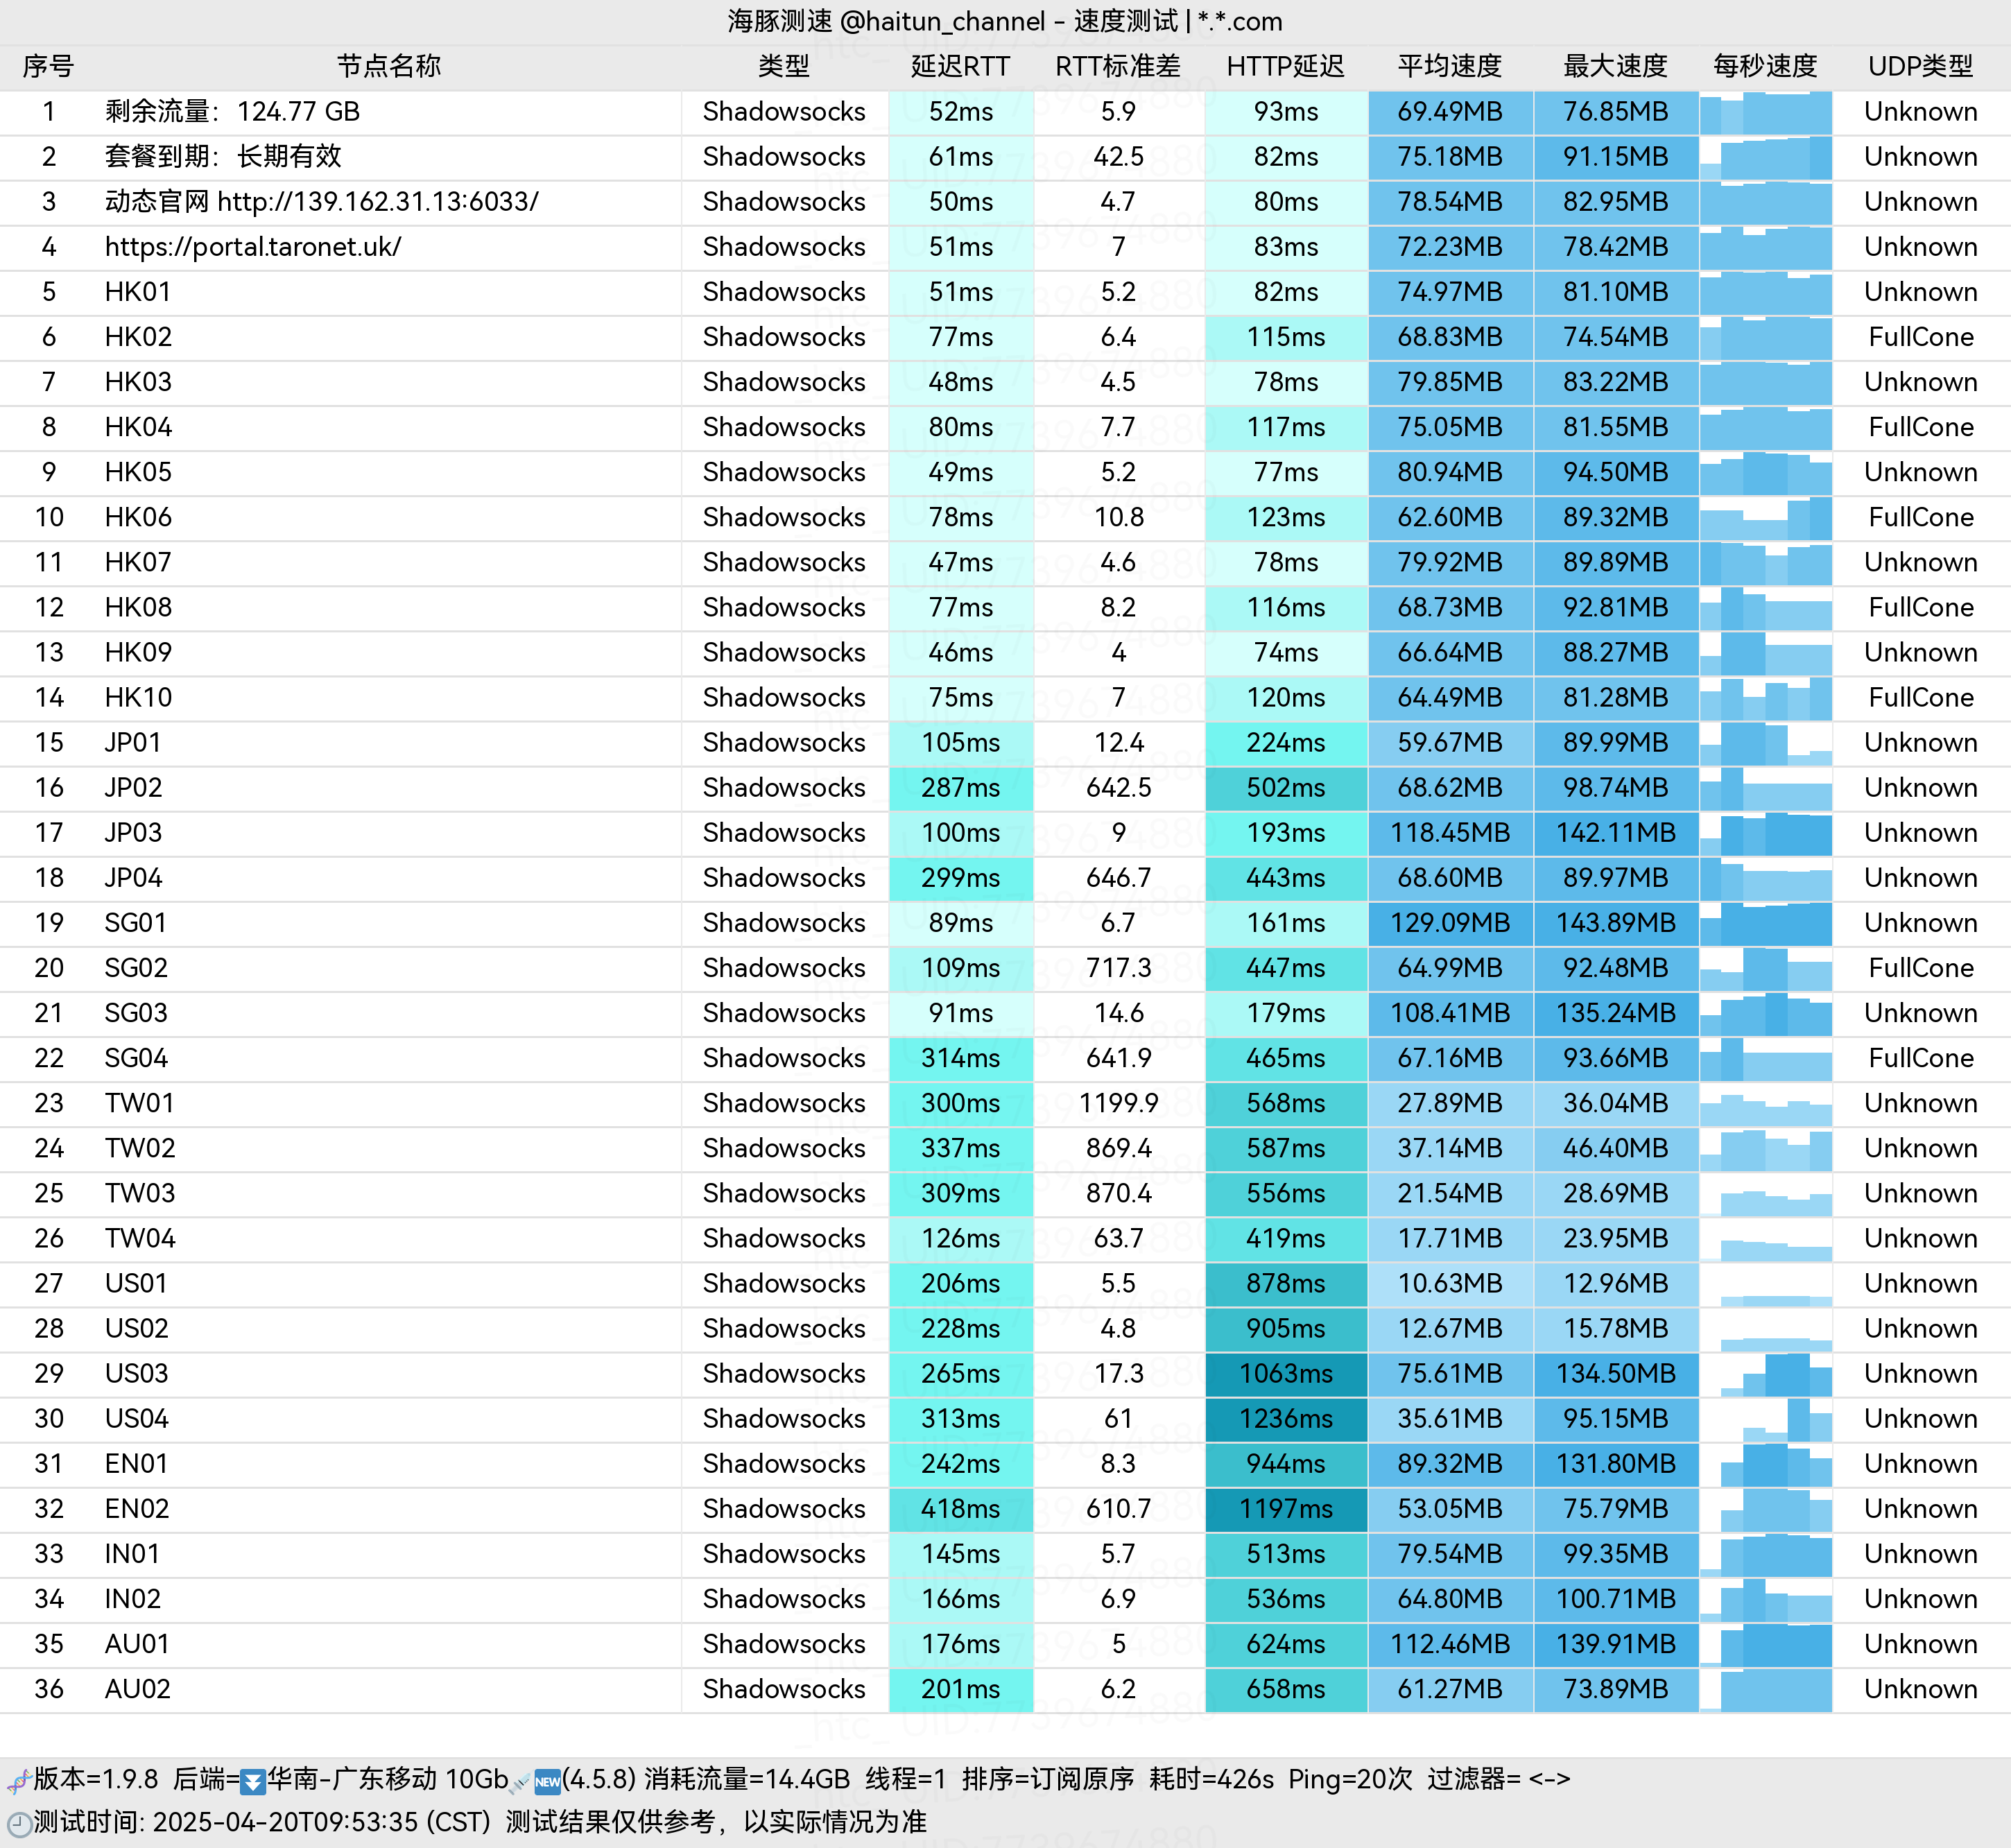 海豚测速 @haitun_channel - 速度测试 | *.*.com
序号 节点名称 类型 延迟RTT RTT标准差 HTTP延迟 平均速度 最大速度 每秒速度 UDP类型
1 剩余流量：124.77 GB Shadowsocks 52ms 5.9 93ms 69.49MB 76.85MB Unknown
2 套餐到期：长期有效 Shadowsocks 61ms 42.5 82ms 75.18MB 91.15MB Unknown
3 动态官网 http://139.162.31.13:6033/ Shadowsocks 50ms 4.7 80ms 78.54MB 82.95MB Unknown
4 https://portal.taronet.uk/ Shadowsocks 51ms 7 83ms 72.23MB 78.42MB Unknown
5 HK01 Shadowsocks 51ms 5.2 82ms 74.97MB 81.10MB Unknown
6 HK02 Shadowsocks 77ms 6.4 115ms 68.83MB 74.54MB FullCone
7 HK03 Shadowsocks 48ms 4.5 78ms 79.85MB 83.22MB Unknown
8 HK04 Shadowsocks 80ms 7.7 117ms 75.05MB 81.55MB FullCone
9 HK05 Shadowsocks 49ms 5.2 77ms 80.94MB 94.50MB Unknown
10 HK06 Shadowsocks 78ms 10.8 123ms 62.60MB 89.32MB FullCone
11 HK07 Shadowsocks 47ms 4.6 78ms 79.92MB 89.89MB Unknown
12 HK08 Shadowsocks 77ms 8.2 116ms 68.73MB 92.81MB FullCone
13 HK09 Shadowsocks 46ms 4 74ms 66.64MB 88.27MB Unknown
14 HK10 Shadowsocks 75ms 7 120ms 64.49MB 81.28MB FullCone
15 JP01 Shadowsocks 105ms 12.4 224ms 59.67MB 89.99MB Unknown
16 JP02 Shadowsocks 287ms 642.5 502ms 68.62MB 98.74MB Unknown
17 JP03 Shadowsocks 100ms 9 193ms 118.45MB 142.11MB Unknown
18 JP04 Shadowsocks 299ms 646.7 443ms 68.60MB 89.97MB Unknown
19 SG01 Shadowsocks 89ms 6.7 161ms 129.09MB 143.89MB Unknown
20 SG02 Shadowsocks 109ms 717.3 447ms 64.99MB 92.48MB FullCone
21 SG03 Shadowsocks 91ms 14.6 179ms 108.41MB 135.24MB Unknown
22 SG04 Shadowsocks 314ms 641.9 465ms 67.16MB 93.66MB FullCone
23 TW01 Shadowsocks 300ms 1199.9 568ms 27.89MB 36.04MB Unknown
24 TW02 Shadowsocks 337ms 869.4 587ms 37.14MB 46.40MB Unknown
25 TW03 Shadowsocks 309ms 870.4 556ms 21.54MB 28.69MB Unknown
26 TW04 Shadowsocks 126ms 63.7 419ms 17.71MB 23.95MB Unknown
27 US01 Shadowsocks 206ms 5.5 878ms 10.63MB 12.96MB Unknown
28 US02 Shadowsocks 228ms 4.8 905ms 12.67MB 15.78MB Unknown
29 US03 Shadowsocks 265ms 17.3 1063ms 75.61MB 134.50MB Unknown
30 US04 Shadowsocks 313ms 61 1236ms 35.61MB 95.15MB Unknown
31 EN01 Shadowsocks 242ms 8.3 944ms 89.32MB 131.80MB Unknown
32 EN02 Shadowsocks 418ms 610.7 1197ms 53.05MB 75.79MB Unknown
33 IN01 Shadowsocks 145ms 5.7 513ms 79.54MB 99.35MB Unknown
34 IN02 Shadowsocks 166ms 6.9 536ms 64.80MB 100.71MB Unknown
35 AU01 Shadowsocks 176ms 5 624ms 112.46MB 139.91MB Unknown
36 AU02 Shadowsocks 201ms 6.2 658ms 61.27MB 73.89MB Unknown
版本=1.9.8 后端=⏬华南-广东移动 10Gb💉🆕(4.5.8) 消耗流量=14.4GB 线程=1 排序=订阅原序 耗时=426s Ping=20次 过滤器= <->
测试时间: 2025-04-20T09:53:35 (CST) 测试结果仅供参考，以实际情况为准